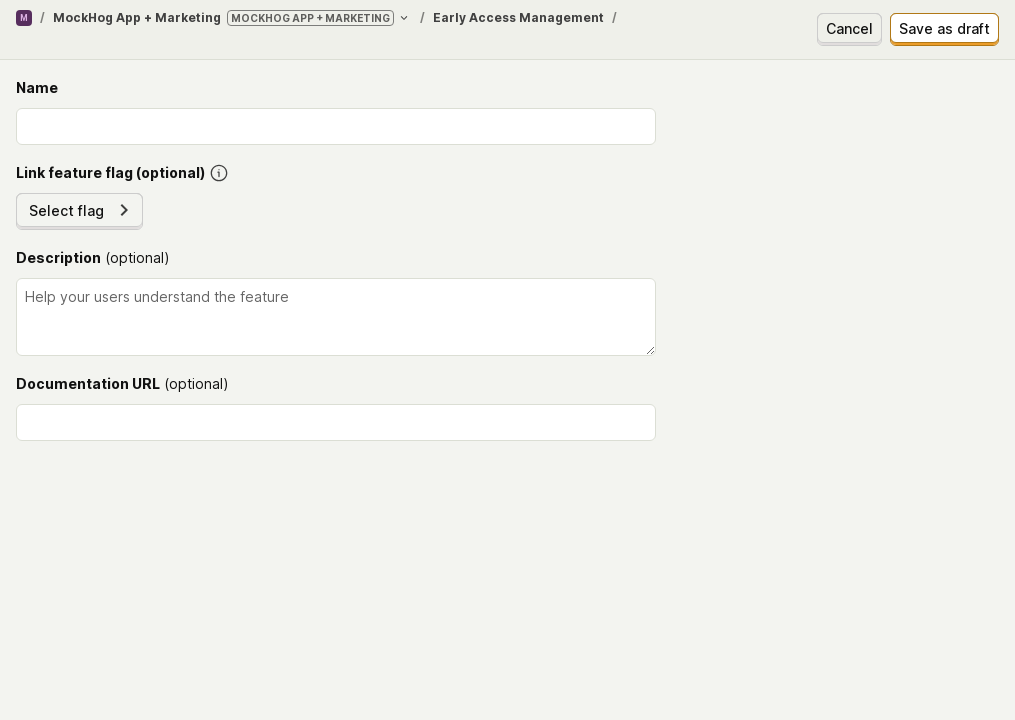 M / MockHog App + Marketing MOCKHOG APP + MARKETING / Early Access Management /
Cancel Save as draft
Name
Link feature flag (optional)
Select flag
Description (optional)
Help your users understand the feature
Documentation URL (optional)